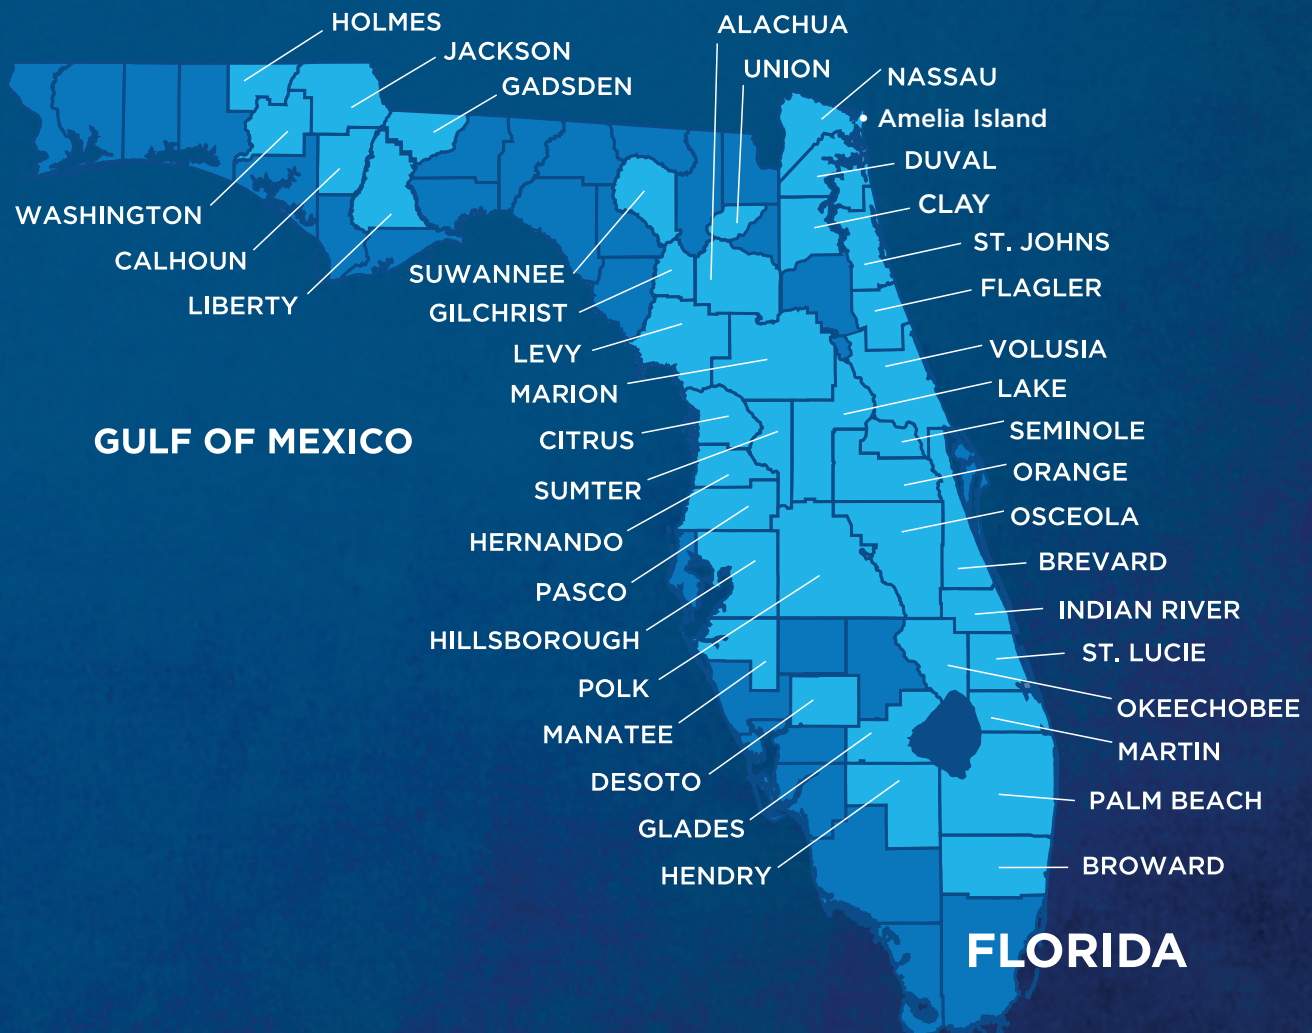 HOLMES
JACKSON
GADSDEN
WASHINGTON
CALHOUN
LIBERTY
ALACHUA
UNION
NASSAU
Amelia Island
DUVAL
CLAY
ST. JOHNS
FLAGLER
VOLUSIA
LAKE
SEMINOLE
ORANGE
OSCEOLA
BREVARD
INDIAN RIVER
ST. LUCIE
OKEECHOBEE
MARTIN
PALM BEACH
BROWARD
SUWANNEE
GILCHRIST
LEVY
MARION
CITRUS
SUMTER
HERNANDO
PASCO
HILLSBOROUGH
POLK
MANATEE
DESOTO
GLADES
HENDRY
GULF OF MEXICO
FLORIDA